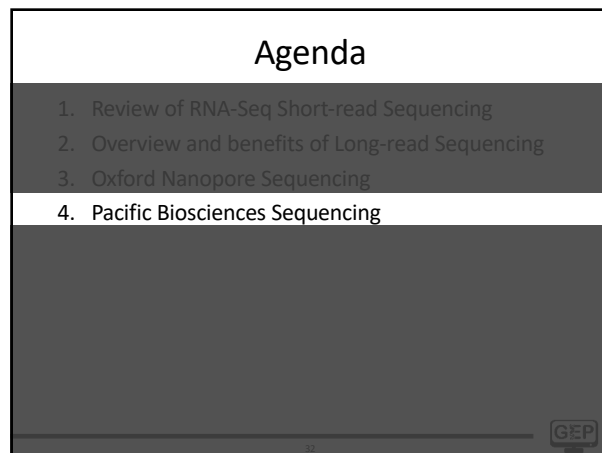 Agenda
1. Review of RNA-Seq Short-read Sequencing
2. Overview and benefits of Long-read Sequencing
3. Oxford Nanopore Sequencing
4. Pacific Biosciences Sequencing
GEP